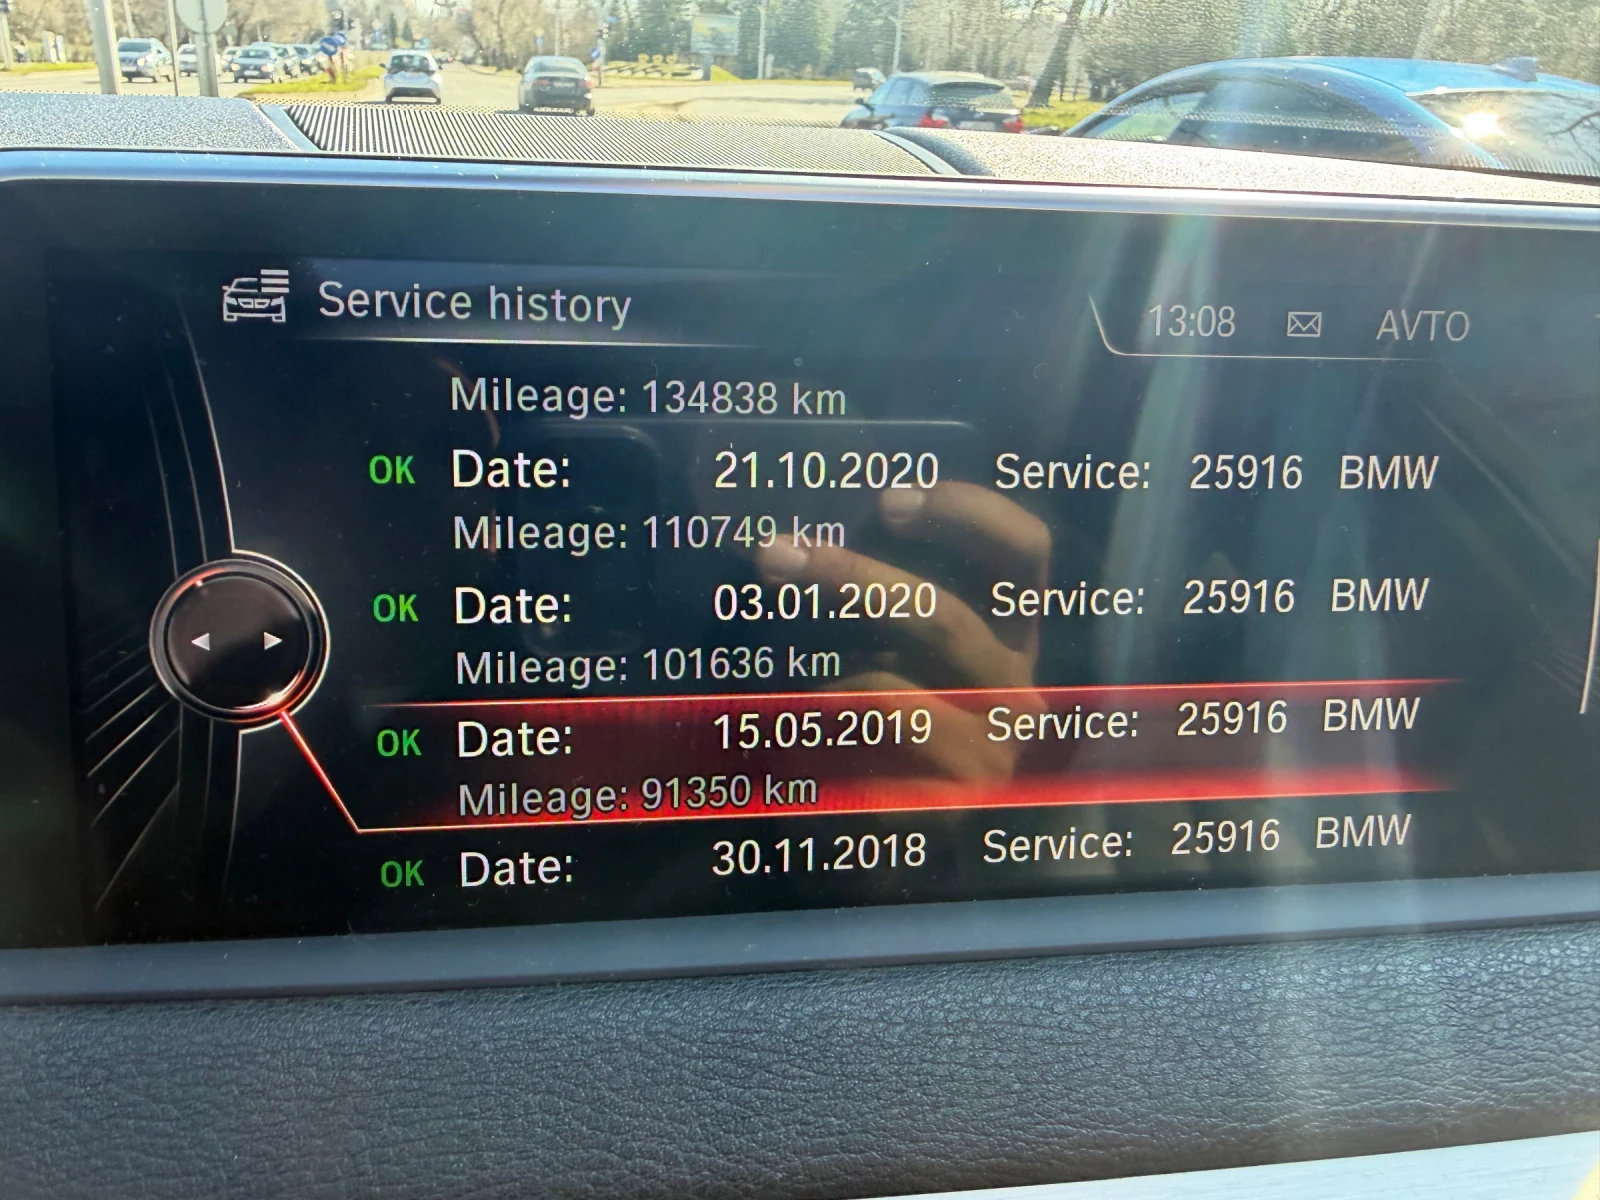 Service history
13:08 AVTO
Mileage: 134838 km
OK Date: 21.10.2020 Service: 25916 BMW
Mileage: 110749 km
OK Date: 03.01.2020 Service: 25916 BMW
Mileage: 101636 km
OK Date: 15.05.2019 Service: 25916 BMW
Mileage: 91350 km
OK Date: 30.11.2018 Service: 25916 BMW